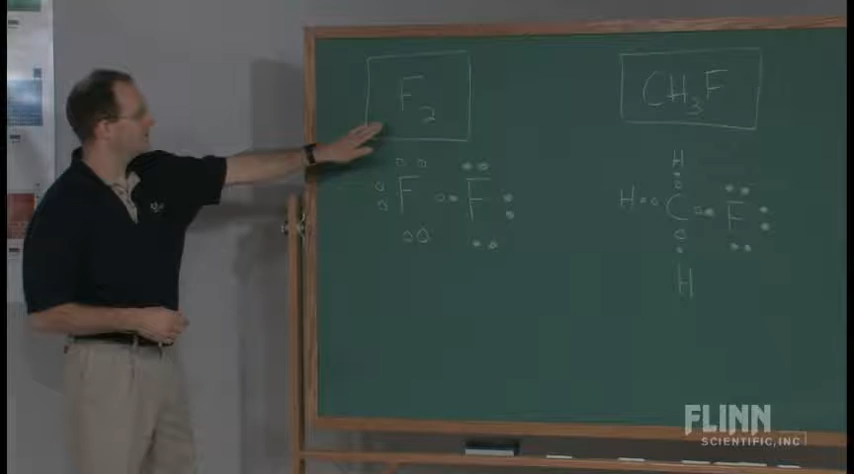 F2
CH3F
F F
H
H C F
H
FLINN
SCIENTIFIC, INC